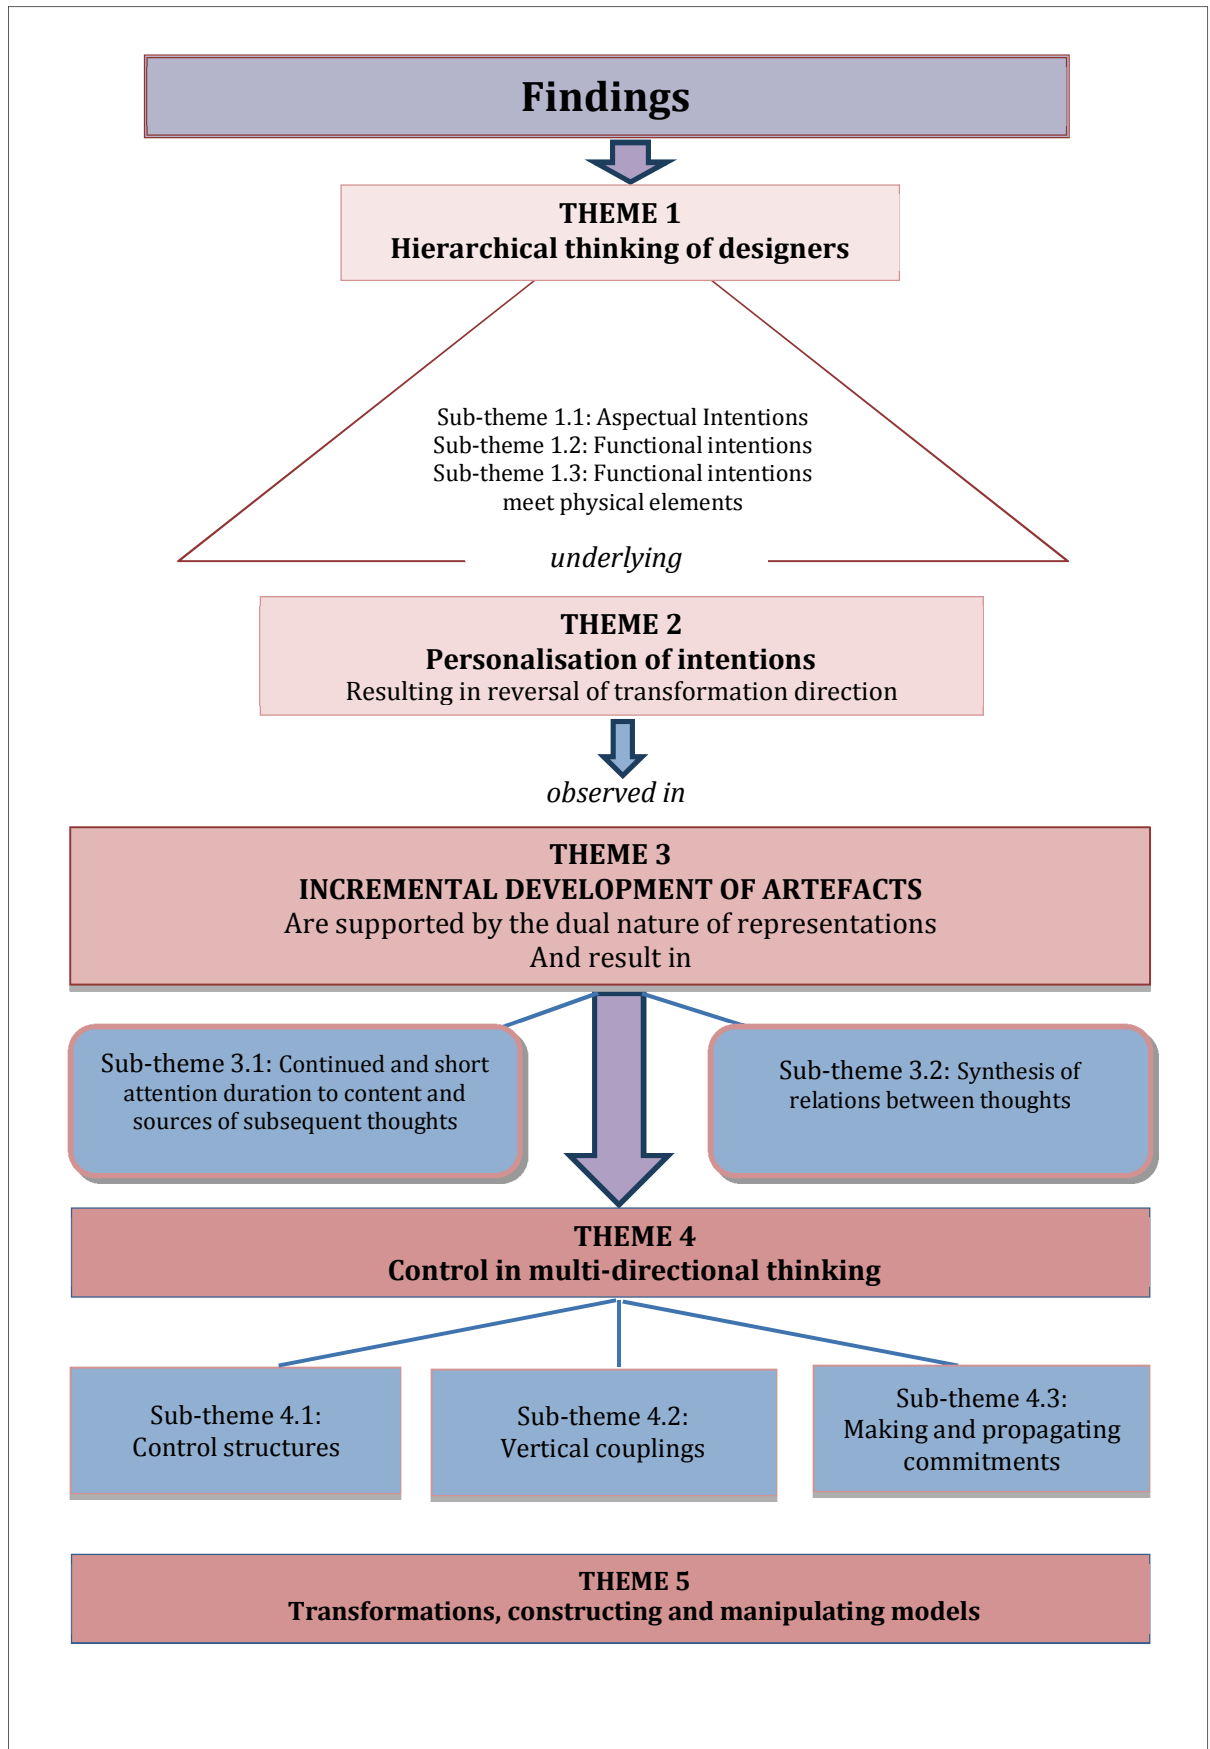 Findings
THEME 1
Hierarchical thinking of designers
Sub-theme 1.1: Aspectual Intentions
Sub-theme 1.2: Functional intentions
Sub-theme 1.3: Functional intentions
meet physical elements
underlying
THEME 2
Personalisation of intentions
Resulting in reversal of transformation direction
observed in
THEME 3
INCREMENTAL DEVELOPMENT OF ARTEFACTS
Are supported by the dual nature of representations
And result in
Sub-theme 3.1: Continued and short
attention duration to content and
sources of subsequent thoughts
Sub-theme 3.2: Synthesis of
relations between thoughts
THEME 4
Control in multi-directional thinking
Sub-theme 4.1:
Control structures
Sub-theme 4.2:
Vertical couplings
Sub-theme 4.3:
Making and propagating
commitments
THEME 5
Transformations, constructing and manipulating models